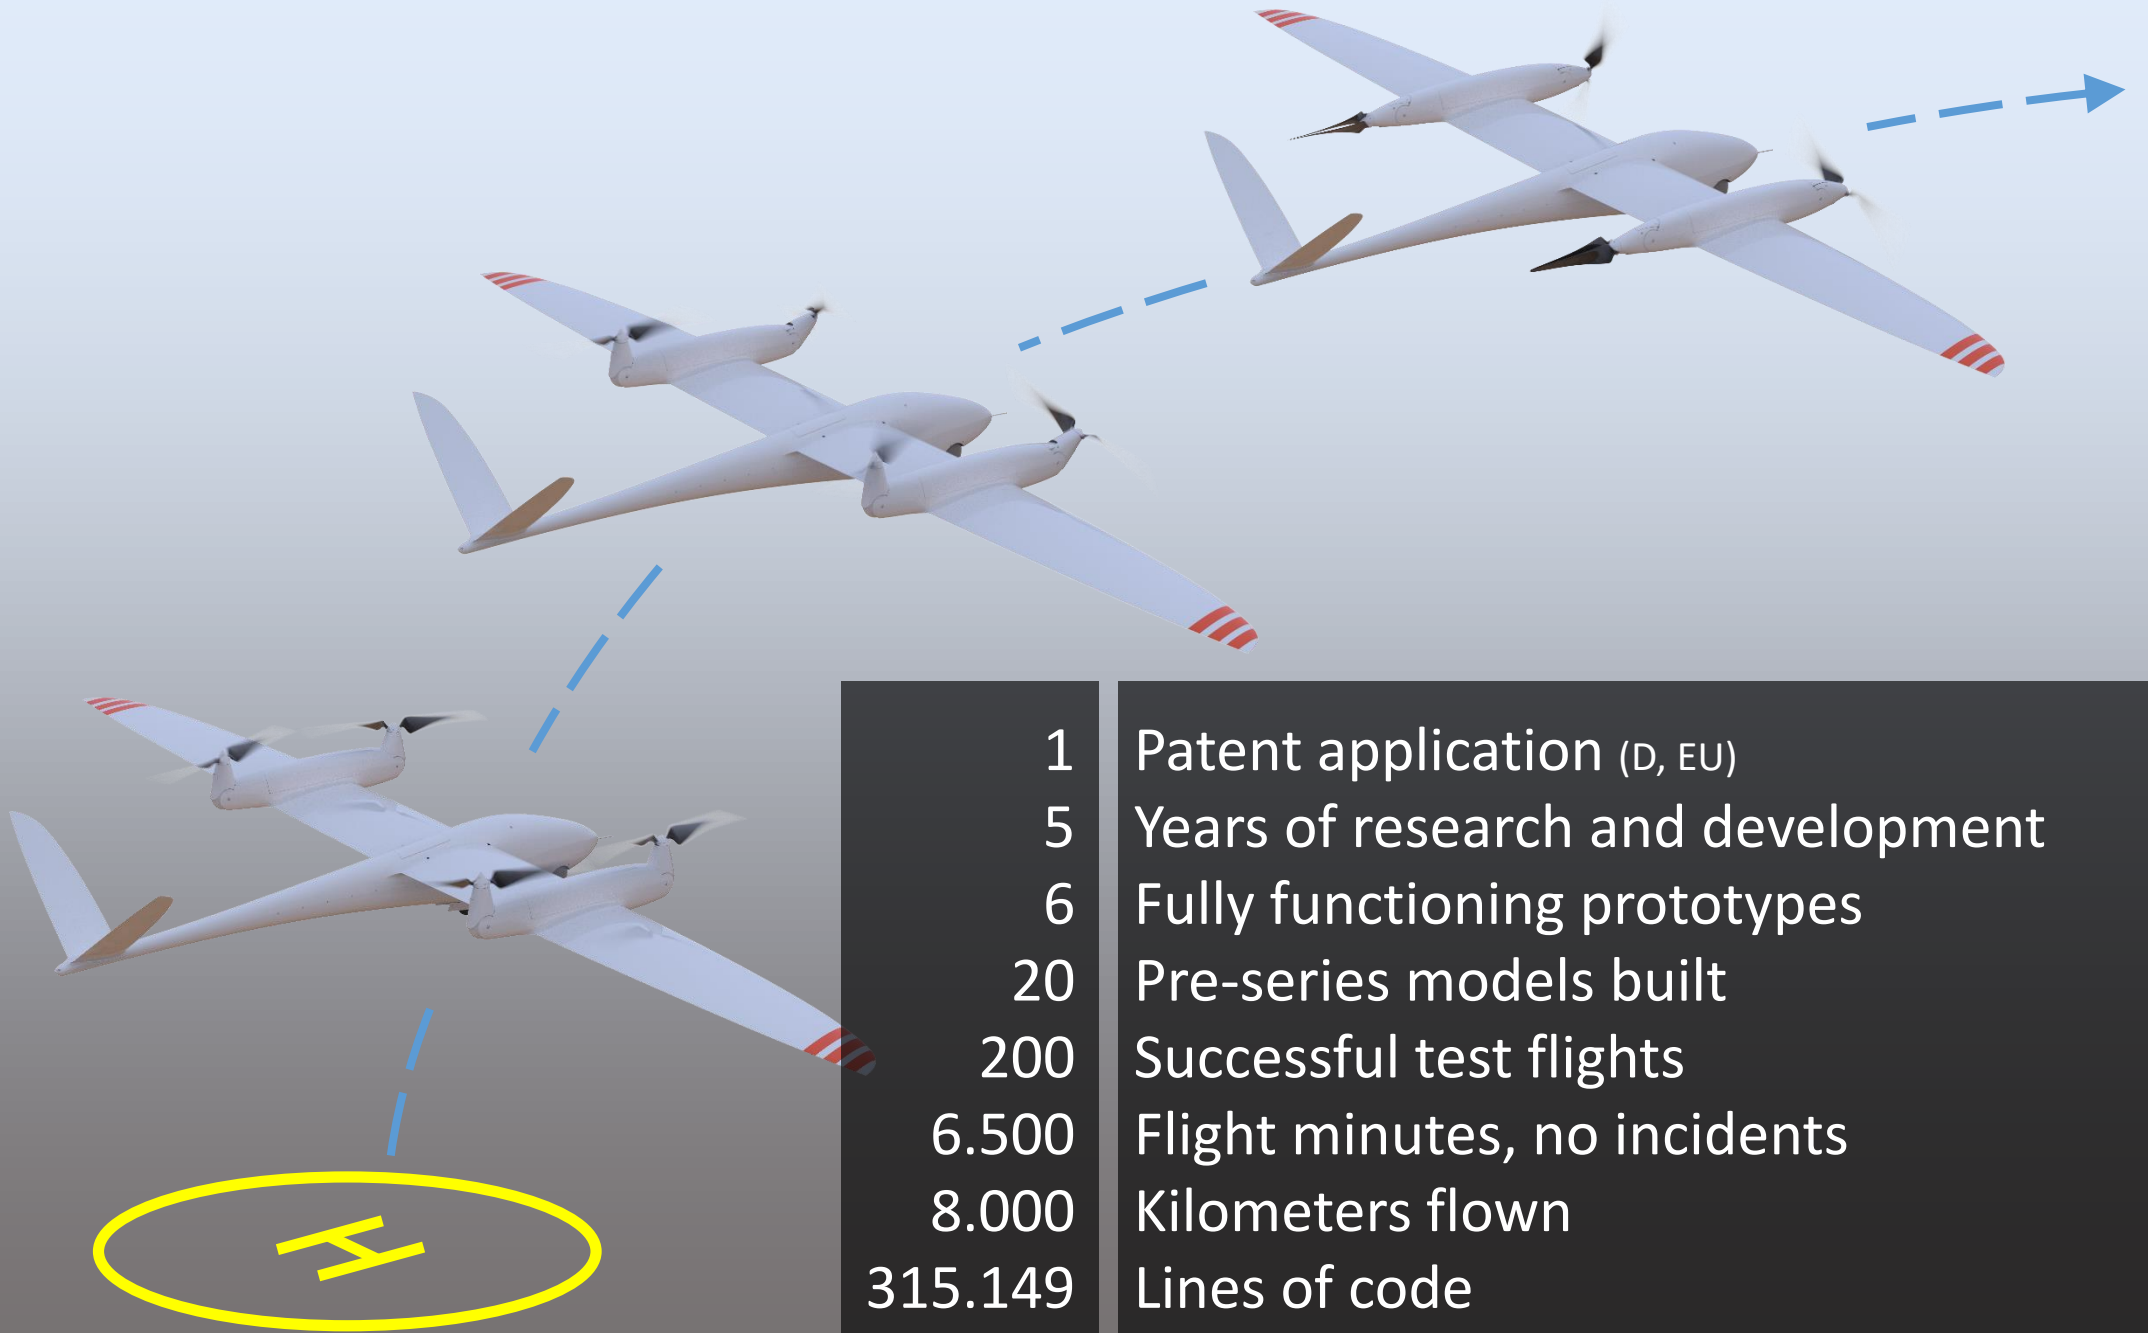 H
1 Patent application (D, EU)
5 Years of research and development
6 Fully functioning prototypes
20 Pre-series models built
200 Successful test flights
6.500 Flight minutes, no incidents
8.000 Kilometers flown
315.149 Lines of code